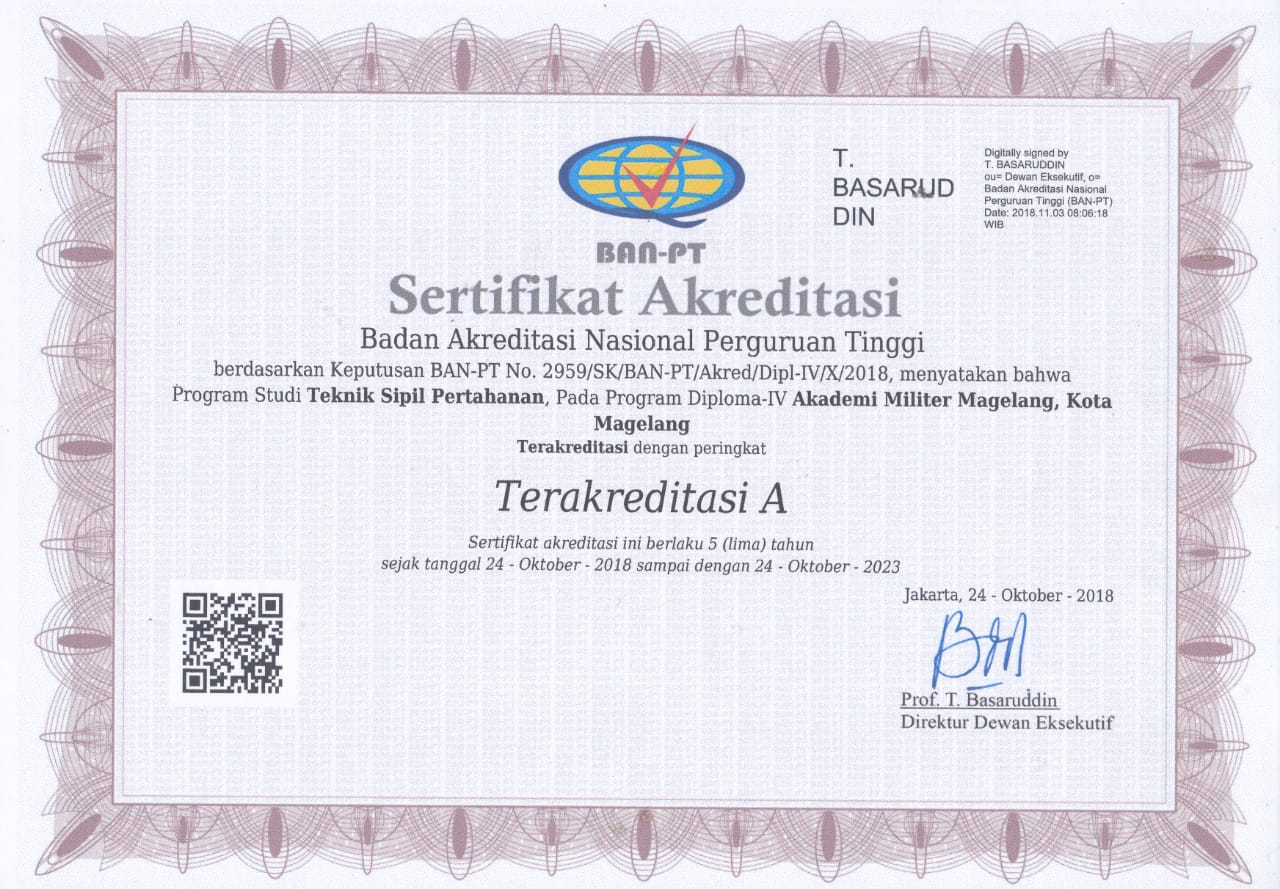 T.
BASARUD
DIN
Digitally signed by
T. BASARUDDIN
ou= Dewan Eksekutif, o=
Badan Akreditasi Nasional
Perguruan Tinggi (BAN-PT)
Date: 2018.11.03 08:06:18
WIB
BAN-PT
Sertifikat Akreditasi
Badan Akreditasi Nasional Perguruan Tinggi
berdasarkan Keputusan BAN-PT No. 2959/SK/BAN-PT/Akred/Dipl-IV/X/2018, menyatakan bahwa
Program Studi Teknik Sipil Pertahanan, Pada Program Diploma-IV Akademi Militer Magelang, Kota
Magelang
Terakreditasi dengan peringkat
Terakreditasi A
Sertifikat akreditasi ini berlaku 5 (lima) tahun
sejak tanggal 24 - Oktober - 2018 sampai dengan 24 - Oktober - 2023
Jakarta, 24 - Oktober - 2018
Prof. T. Basaruddin
Direktur Dewan Eksekutif